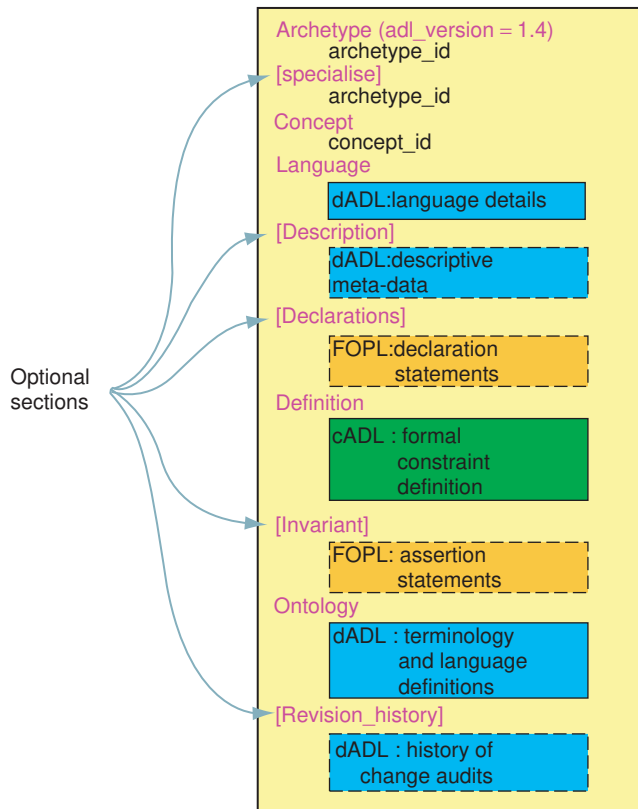 Archetype (adl_version = 1.4)
archetype_id
[specialise]
archetype_id
Concept
concept_id
Language
dADL:language details
[Description]
dADL:descriptive
meta-data
[Declarations]
FOPL:declaration
statements
Optional
sections
Definition
cADL : formal
constraint
definition
[Invariant]
FOPL: assertion
statements
Ontology
dADL : terminology
and language
definitions
[Revision_history]
dADL : history of
change audits